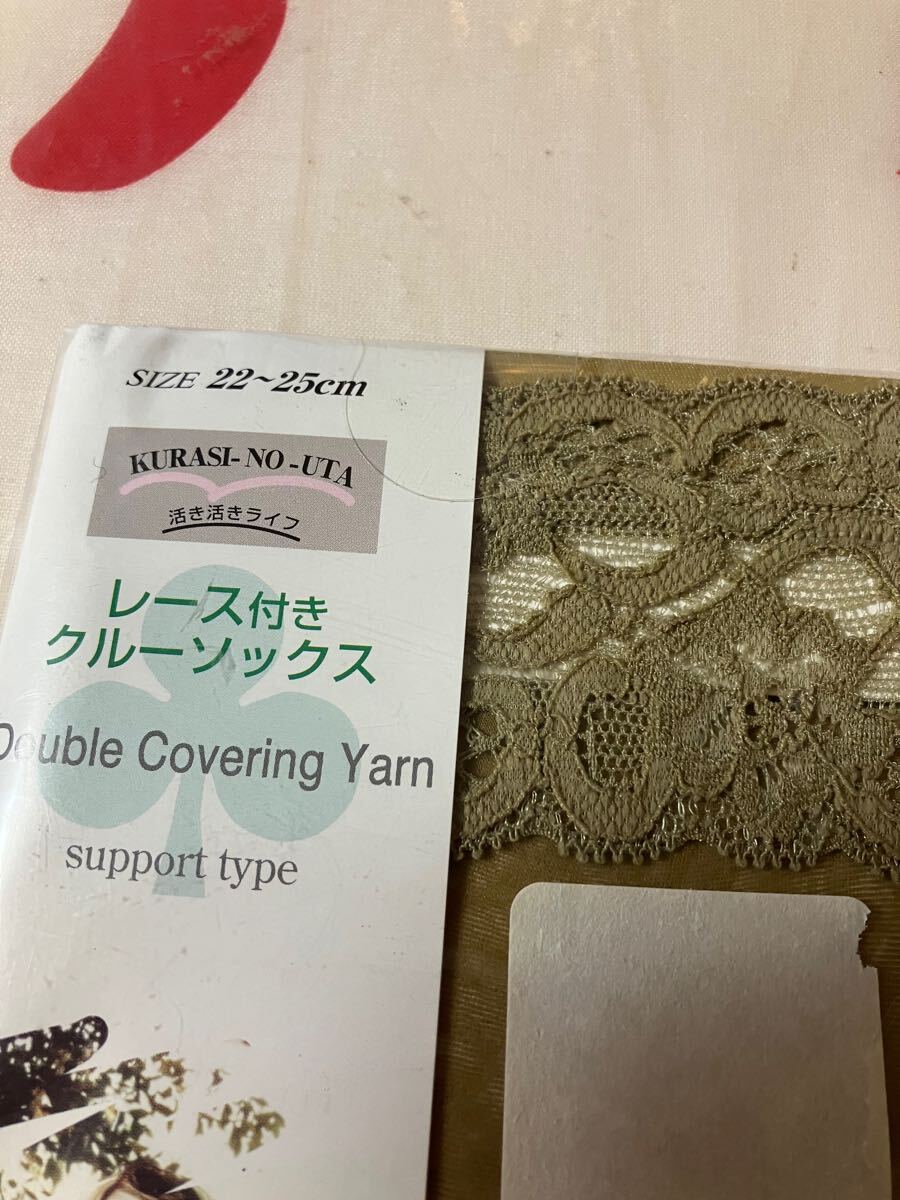 SIZE 22~25cm
KURASI-NO-UTA
活き活きライフ
レース付き
クルーソックス
Double Covering Yarn
support type